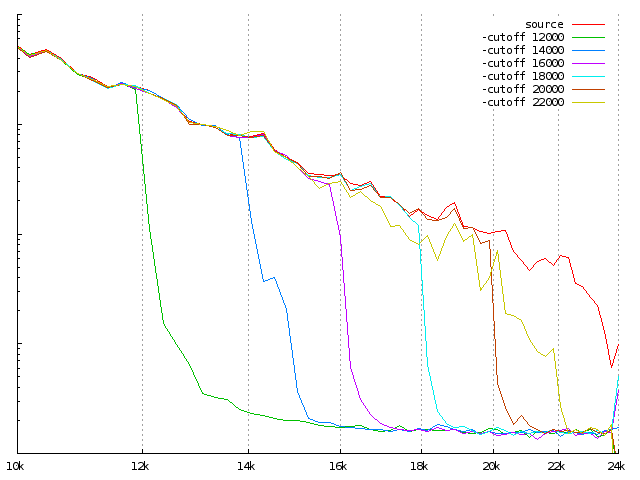 source
-cutoff 12000
-cutoff 14000
-cutoff 16000
-cutoff 18000
-cutoff 20000
-cutoff 22000
10k 12k 14k 16k 18k 20k 22k 24k